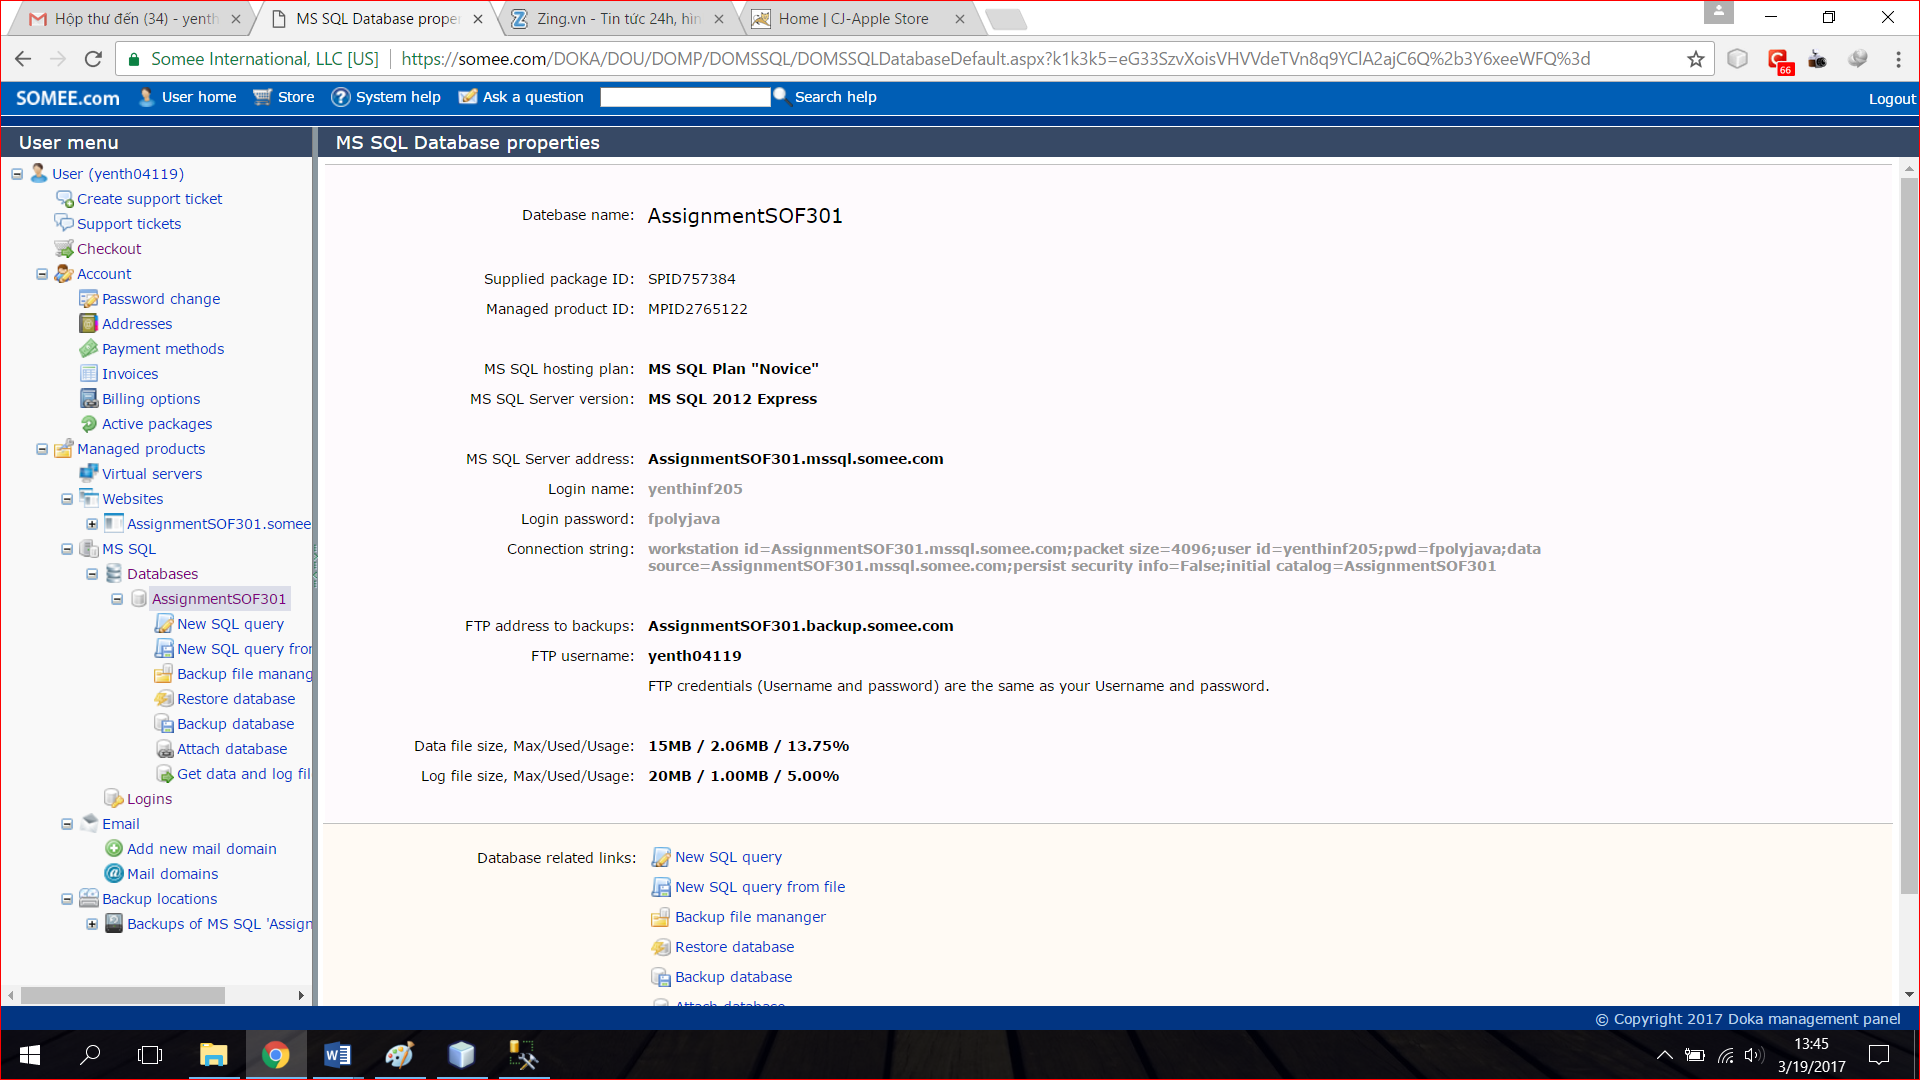 Hộp thư đến (34) - yenth
MS SQL Database proper
Zing.vn - Tin tức 24h, hìn
Home | CJ-Apple Store
Somee International, LLC [US]
https://somee.com/DOKA/DOU/DOMP/DOMSSQL/DOMSSQLDatabaseDefault.aspx?k1k3k5=eG33SzvXoisVHVVdeTVn8q9YClA2ajC6Q%2b3Y6xeeWFQ%3d
66
SOMEE.com User home Store System help Ask a question Search help Logout
User menu
User (yenth04119)
Create support ticket
Support tickets
Checkout
Account
Password change
Addresses
Payment methods
Invoices
Billing options
Active packages
Managed products
Virtual servers
Websites
AssignmentSOF301.somee
MS SQL
Databases
AssignmentSOF301
New SQL query
New SQL query from
Backup file manang
Restore database
Backup database
Attach database
Get data and log fil
Logins
Email
Add new mail domain
Mail domains
Backup locations
Backups of MS SQL 'Assign
MS SQL Database properties
Datebase name: AssignmentSOF301
Supplied package ID: SPID757384
Managed product ID: MPID2765122
MS SQL hosting plan: MS SQL Plan "Novice"
MS SQL Server version: MS SQL 2012 Express
MS SQL Server address: AssignmentSOF301.mssql.somee.com
Login name: yenthinf205
Login password: fpolyjava
Connection string: workstation id=AssignmentSOF301.mssql.somee.com;packet size=4096;user id=yenthinf205;pwd=fpolyjava;data
source=AssignmentSOF301.mssql.somee.com;persist security info=False;initial catalog=AssignmentSOF301
FTP address to backups: AssignmentSOF301.backup.somee.com
FTP username: yenth04119
FTP credentials (Username and password) are the same as your Username and password.
Data file size, Max/Used/Usage: 15MB / 2.06MB / 13.75%
Log file size, Max/Used/Usage: 20MB / 1.00MB / 5.00%
Database related links: New SQL query
New SQL query from file
Backup file mananger
Restore database
Backup database
Attach database
© Copyright 2017 Doka management panel
13:45
3/19/2017